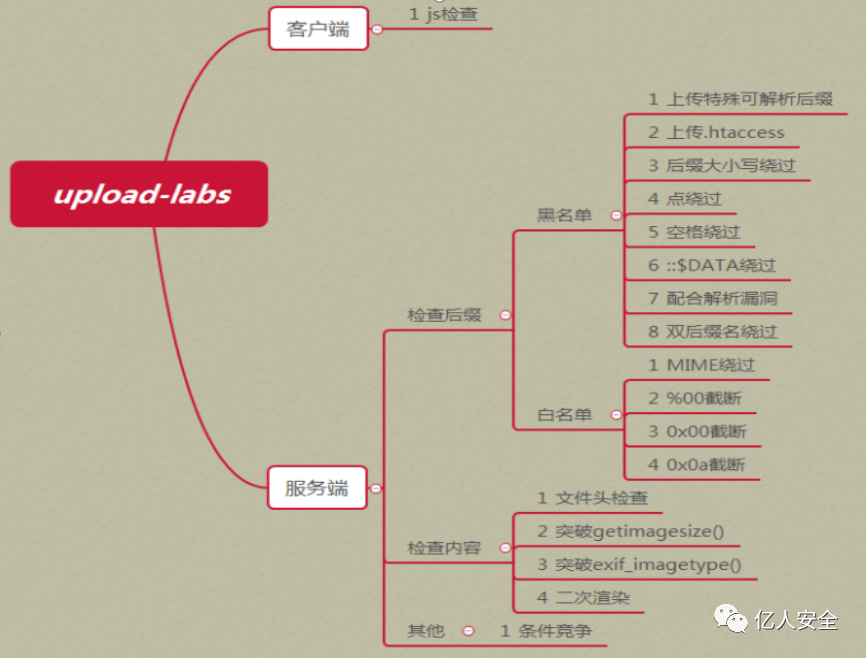 客户端
1 js检查
upload-labs
服务端
检查后缀
黑名单
1 上传特殊可解析后缀
2 上传.htaccess
3 后缀大小写绕过
4 点绕过
5 空格绕过
6 ::$DATA绕过
7 配合解析漏洞
8 双后缀名绕过
白名单
1 MIME绕过
2 %00截断
3 0x00截断
4 0x0a截断
检查内容
1 文件头检查
2 突破getimagesize()
3 突破exif_imagetype()
4 二次渲染
其他
1 条件竞争
亿人安全